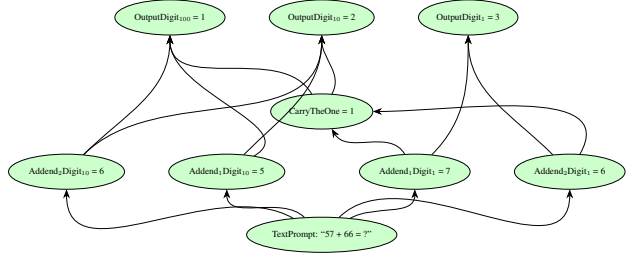 OutputDigit₁₀₀ = 1
OutputDigit₁₀ = 2
OutputDigit₁ = 3
CarryTheOne = 1
Addend₂Digit₁₀ = 6
Addend₁Digit₁₀ = 5
Addend₁Digit₁ = 7
Addend₂Digit₁ = 6
TextPrompt: “57 + 66 = ?”